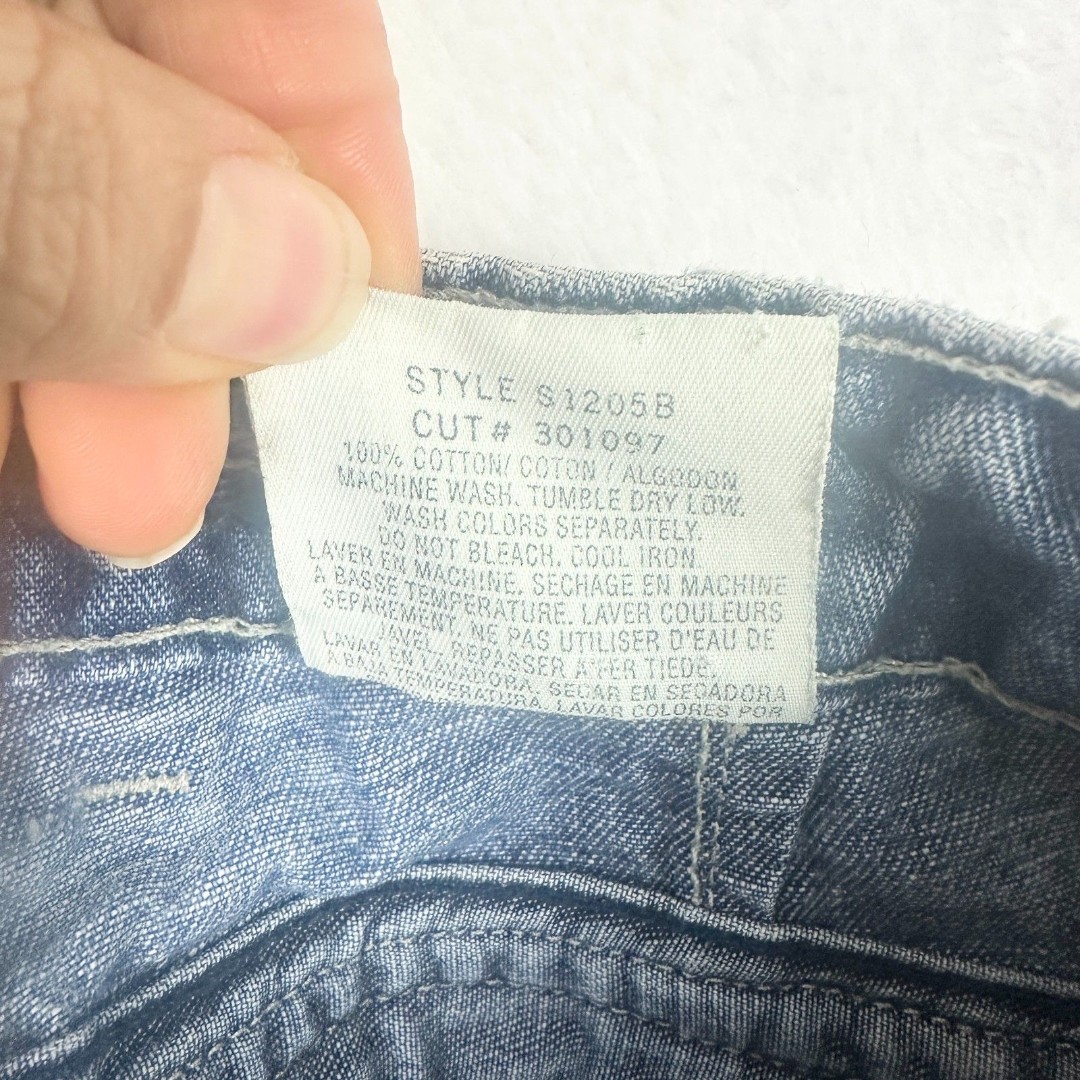 STYLE S1205B
CUT# 301097
100% COTTON/ COTON / ALGODON
MACHINE WASH. TUMBLE DRY LOW.
WASH COLORS SEPARATELY.
DO NOT BLEACH. COOL IRON
LAVER EN MACHINE. SECHAGE EN MACHINE
A BASSE TEMPERATURE. LAVER COULEURS
SEPAREMENT. NE PAS UTILISER D'EAU DE
JAVEL. REPASSER A FER TIEDE.
LAVAR EN LAVADORA. SECAR EN SECADORA
A BAJA TEMPERATURA. LAVAR COLORES POR